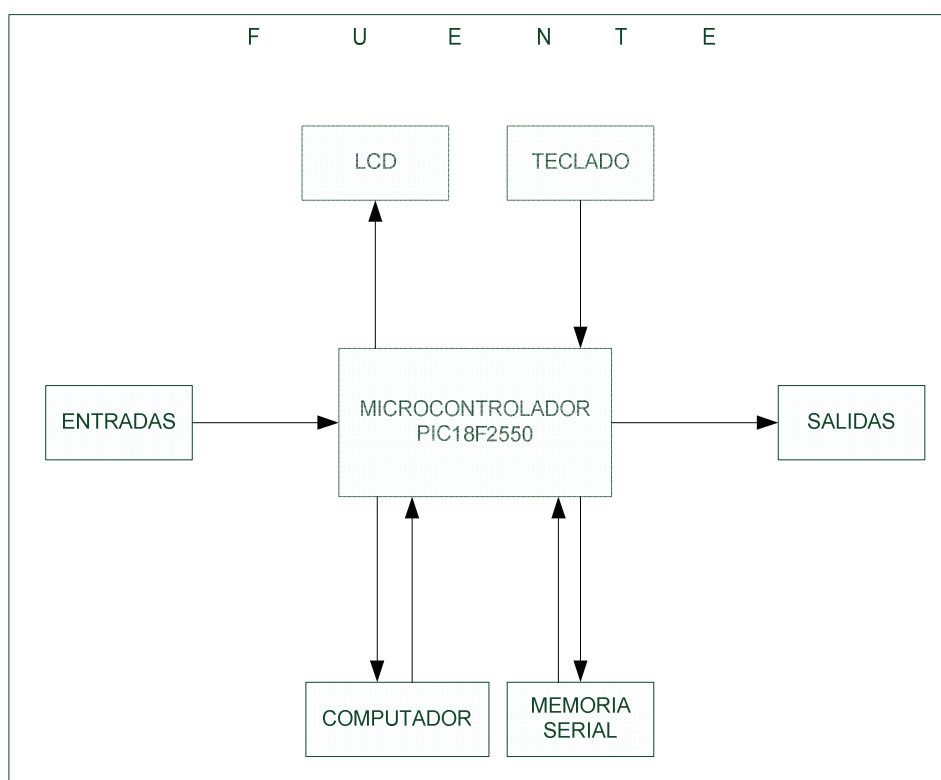 F U E N T E
LCD
TECLADO
ENTRADAS
MICROCONTROLADOR
PIC18F2550
SALIDAS
COMPUTADOR
MEMORIA
SERIAL